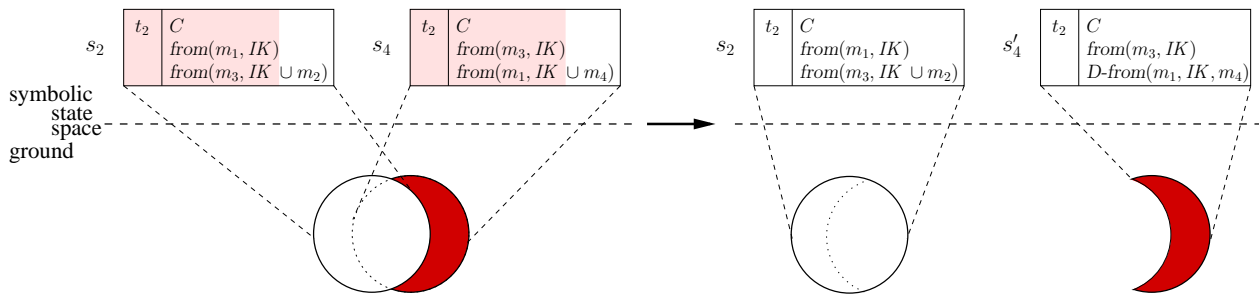 s₂ t₂ C
from(m₁, IK)
from(m₃, IK ∪ m₂)
s₄ t₂ C
from(m₃, IK)
from(m₁, IK ∪ m₄)
s₂ t₂ C
from(m₁, IK)
from(m₃, IK ∪ m₂)
s′₄ t₂ C
from(m₃, IK)
D-from(m₁, IK, m₄)
symbolic
state
space
ground